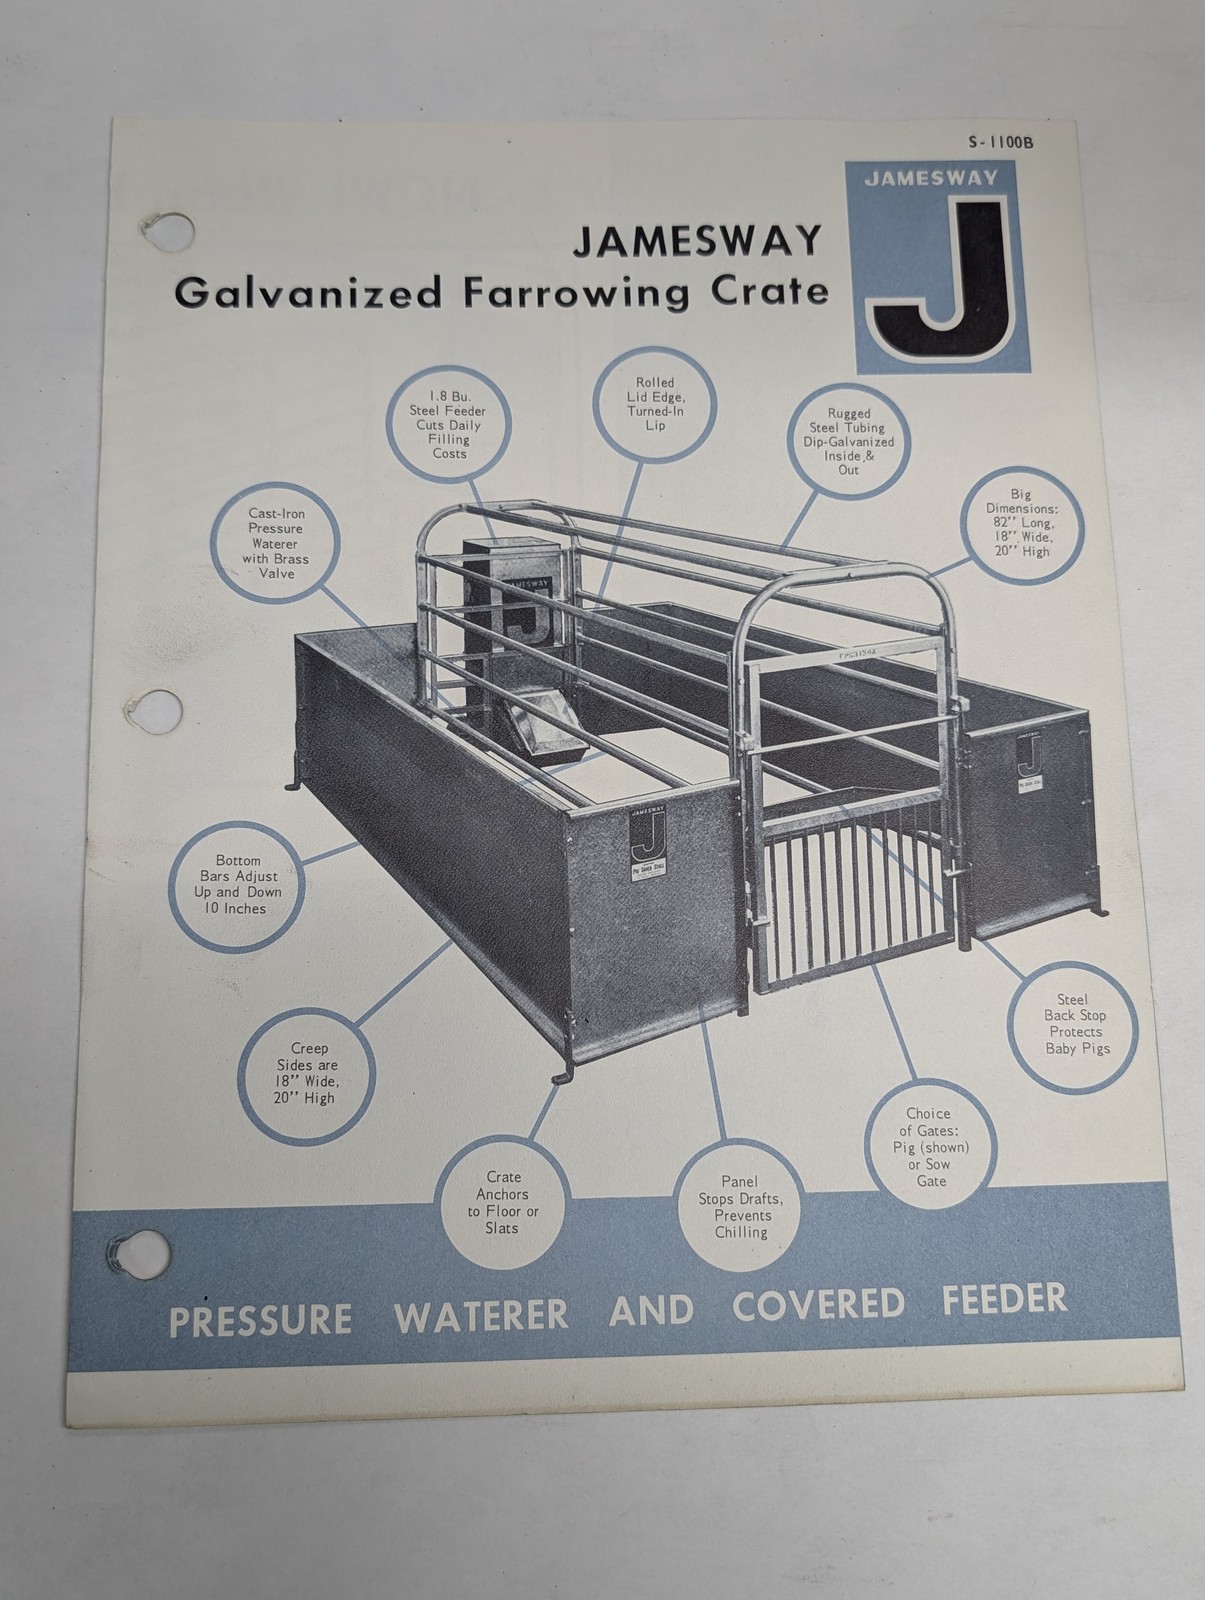 S-1100B
JAMESWAY
JAMESWAY
Galvanized Farrowing Crate
J
1.8 Bu.
Steel Feeder
Cuts Daily
Filling
Costs
Rolled
Lid Edge,
Turned-In
Lip
Rugged
Steel Tubing
Dip-Galvanized
Inside & 
Out
Big
Dimensions:
82" Long,
18" Wide,
20" High
Cast-Iron
Pressure
Waterer
with Brass
Valve
JAMESWAY
J
JAMESWAY
J
JAMESWAY
J
PIG SAVER STALL
Bottom
Bars Adjust
Up and Down
10 Inches
Creep
Sides are
18" Wide,
20" High
Steel
Back Stop
Protects
Baby Pigs
Choice
of Gates:
Pig (shown)
or Sow
Gate
Crate
Anchors
to Floor or
Slats
Panel
Stops Drafts,
Prevents
Chilling
PRESSURE WATERER AND COVERED FEEDER